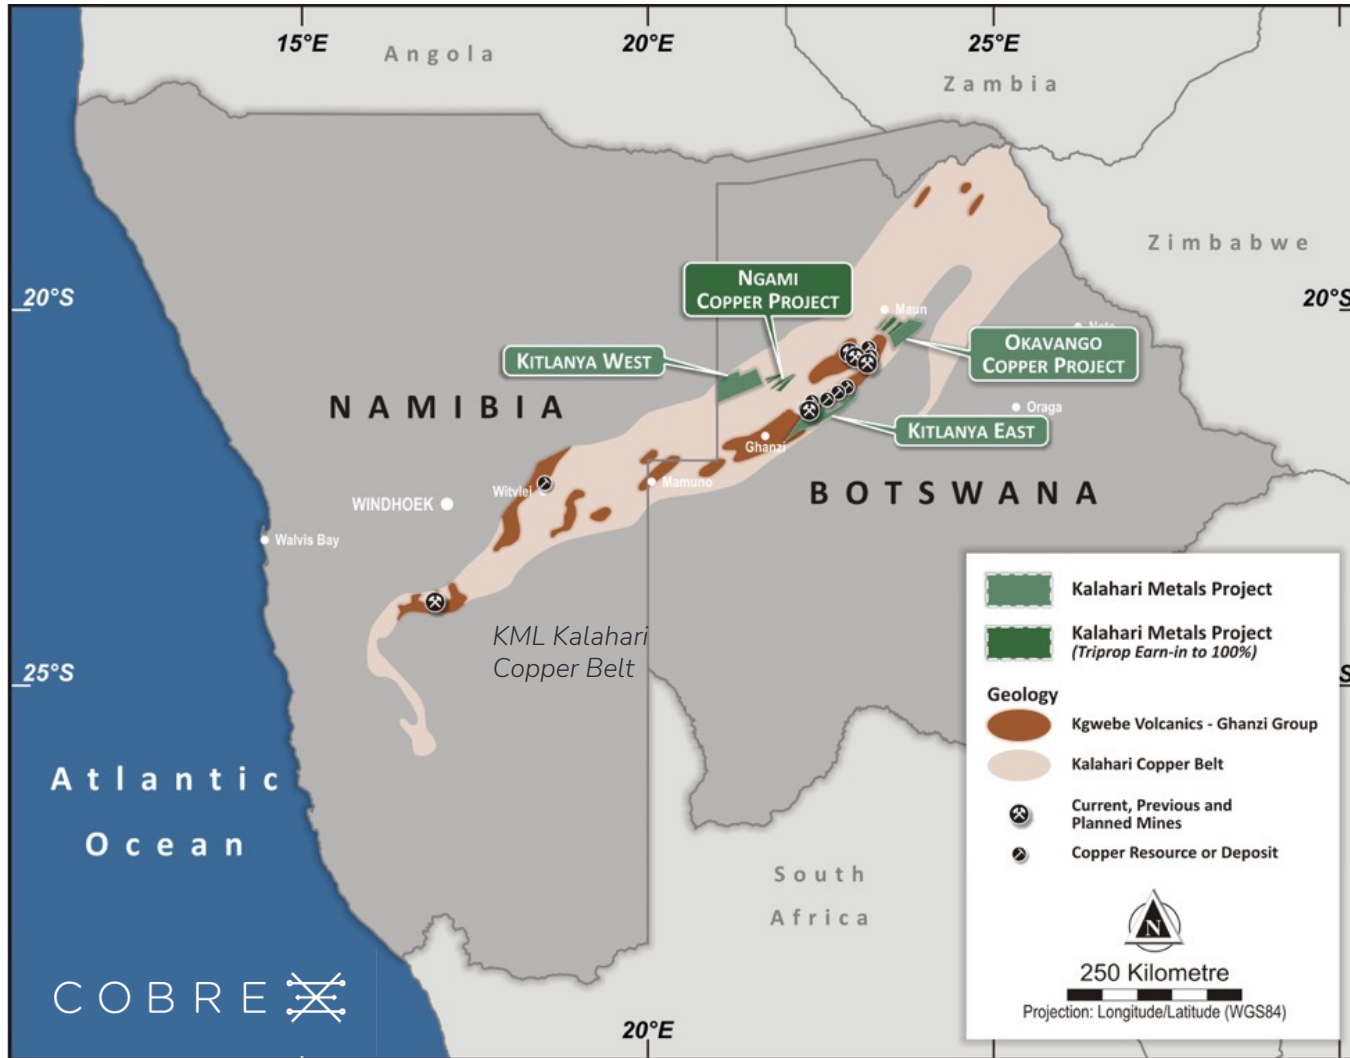 15°E
20°E
25°E
Angola
Zambia
Zimbabwe
20°S
20°S
NGAMI
COPPER PROJECT
Maun
Nata
OKAVANGO
COPPER PROJECT
KITLANYA WEST
NAMIBIA
Oraga
KITLANYA EAST
Ghanzi
Witvlei
Mamuno
WINDHOEK
BOTSWANA
Walvis Bay
KML Kalahari
Copper Belt
25°S
S
Atlantic
Ocean
South
Africa
Kalahari Metals Project
Kalahari Metals Project
(Triprop Earn-in to 100%)
Geology
Kgwebe Volcanics - Ghanzi Group
Kalahari Copper Belt
Current, Previous and
Planned Mines
Copper Resource or Deposit
N
250 Kilometre
Projection: Longitude/Latitude (WGS84)
COBRE
20°E